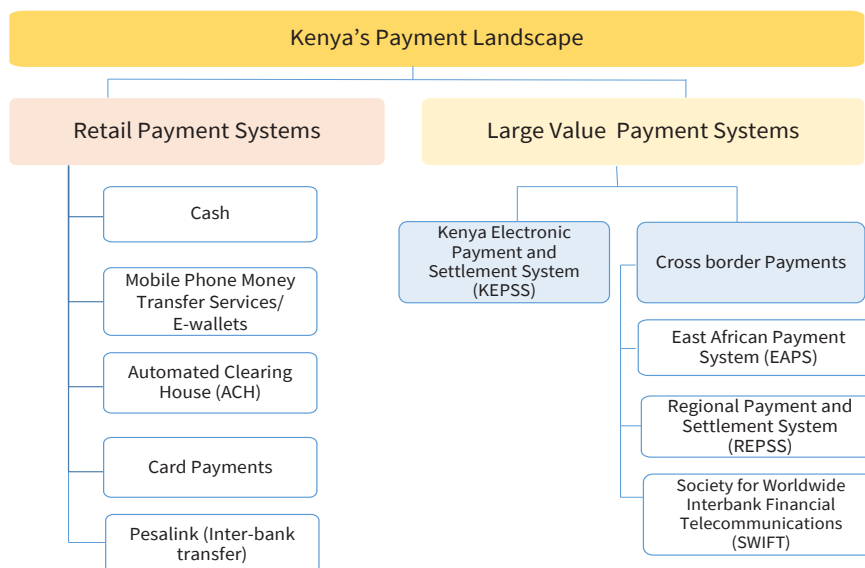 Kenya's Payment Landscape
Retail Payment Systems
Cash
Mobile Phone Money
Transfer Services/
E-wallets
Automated Clearing
House (ACH)
Card Payments
Pesalink (Inter-bank
transfer)
Large Value Payment Systems
Kenya Electronic
Payment and
Settlement System
(KEPSS)
Cross border Payments
East African Payment
System (EAPS)
Regional Payment and
Settlement System
(REPSS)
Society for Worldwide
Interbank Financial
Telecommunications
(SWIFT)